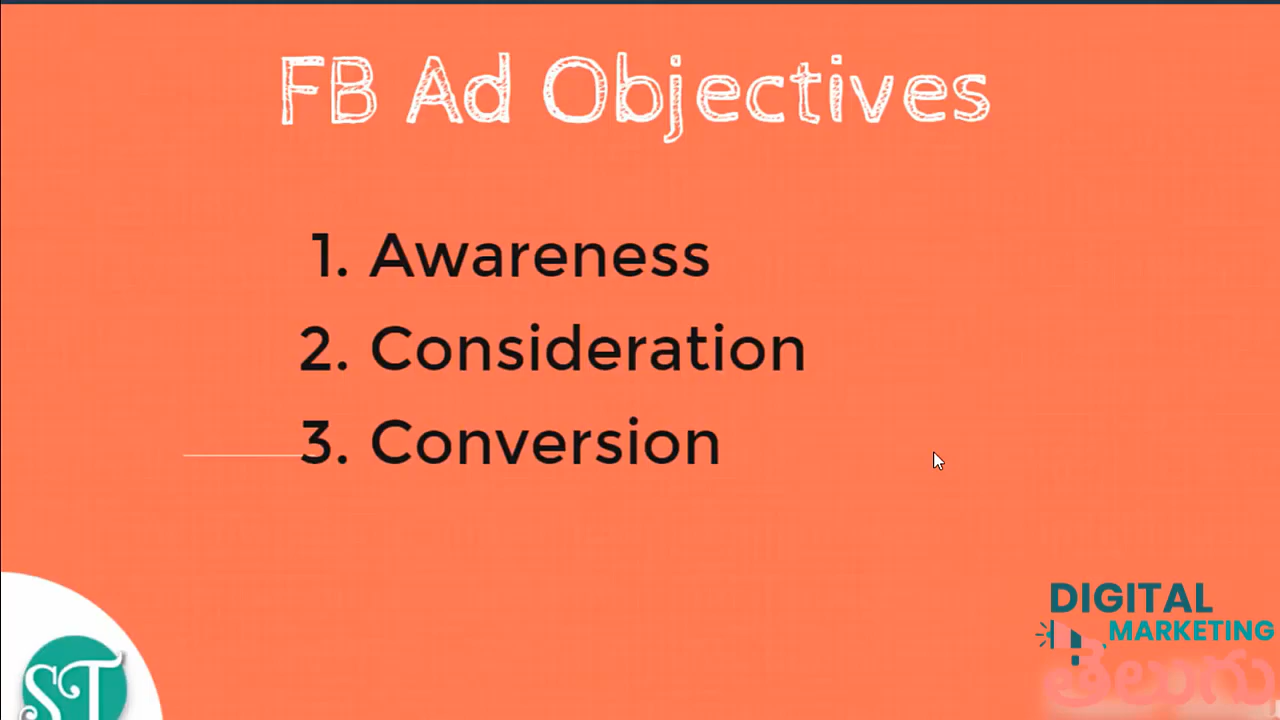 FB Ad Objectives
1. Awareness
2. Consideration
3. Conversion
DIGITAL
MARKETING
తెలుగు
ST